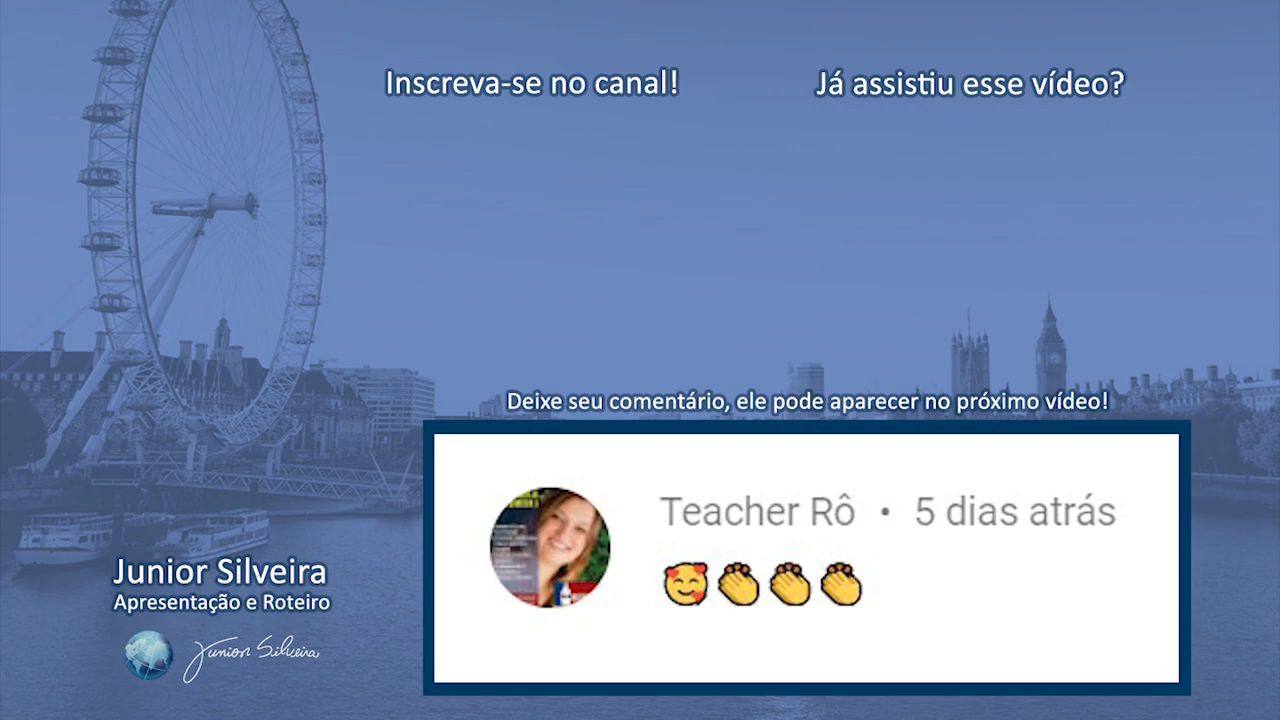 Inscreva-se no canal!
Já assistiu esse vídeo?
Deixe seu comentário, ele pode aparecer no próximo vídeo!
Teacher Rô • 5 dias atrás
🥰👏👏👏
Junior Silveira
Apresentação e Roteiro
Junior Silveira